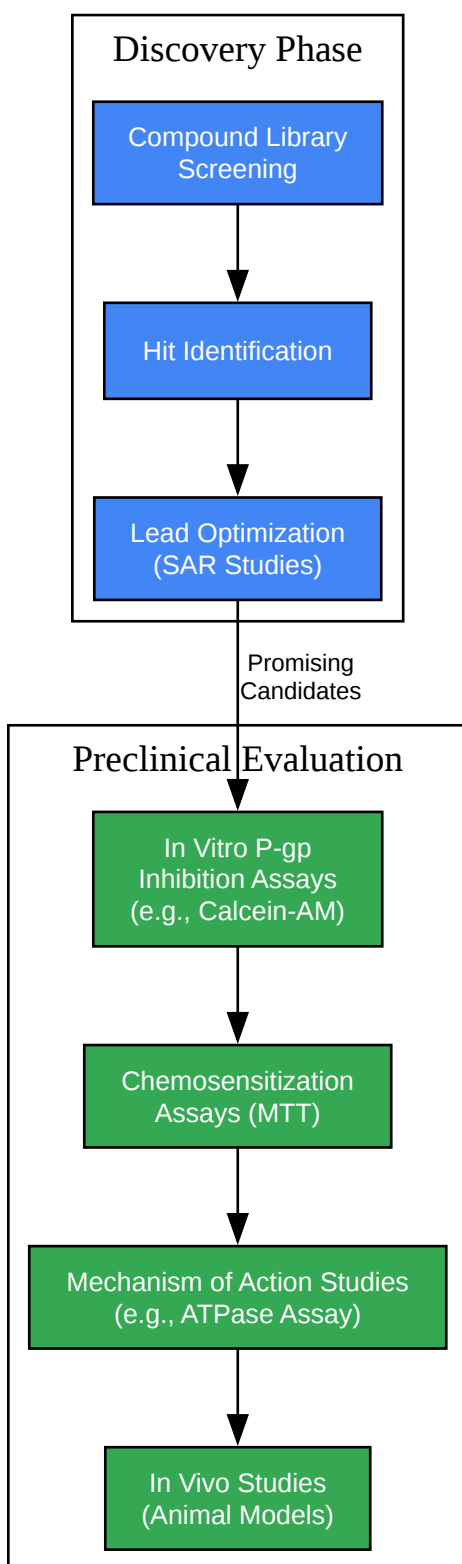 Discovery Phase
Compound Library
Screening
Hit Identification
Lead Optimization
(SAR Studies)
Promising
Candidates
Preclinical Evaluation
In Vitro P-gp
Inhibition Assays
(e.g., Calcein-AM)
Chemosensitization
Assays (MTT)
Mechanism of Action Studies
(e.g., ATPase Assay)
In Vivo Studies
(Animal Models)